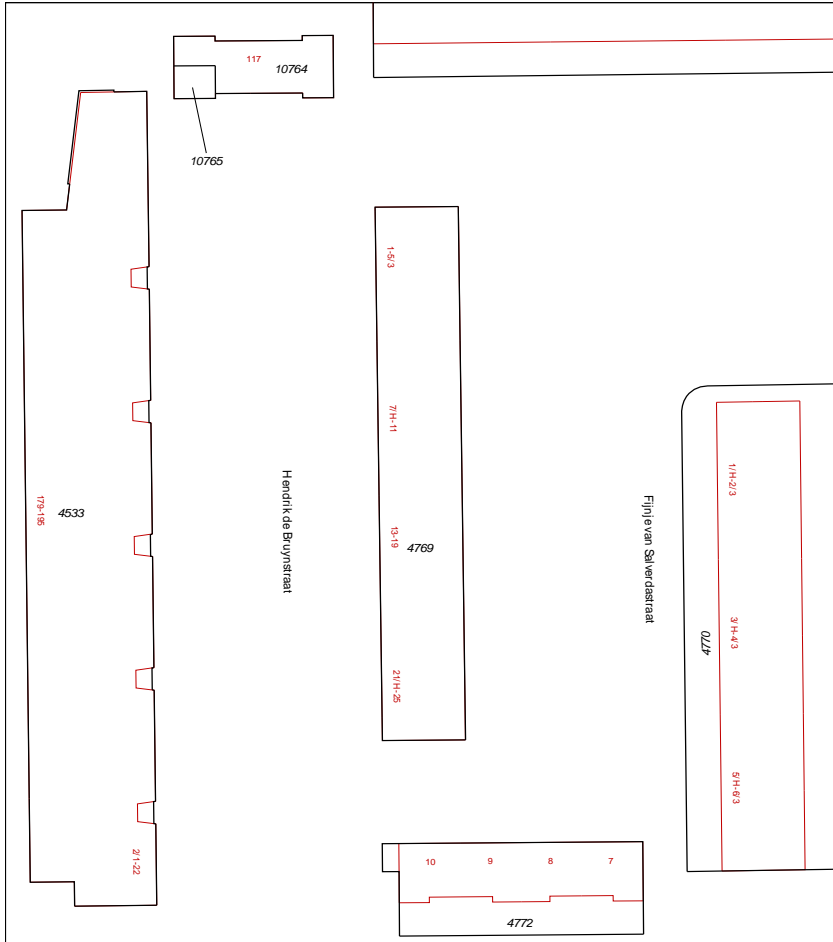 117
10764
10765
1-5/3
7/H-11
13-19
4769
21/H-25
179-195
4533
2/1-22
Hendrik de Bruynstraat
Fijnje van Salverdastraat
1/H-2/3
3/H-4/3
4770
5/H-6/3
10
9
8
7
4772